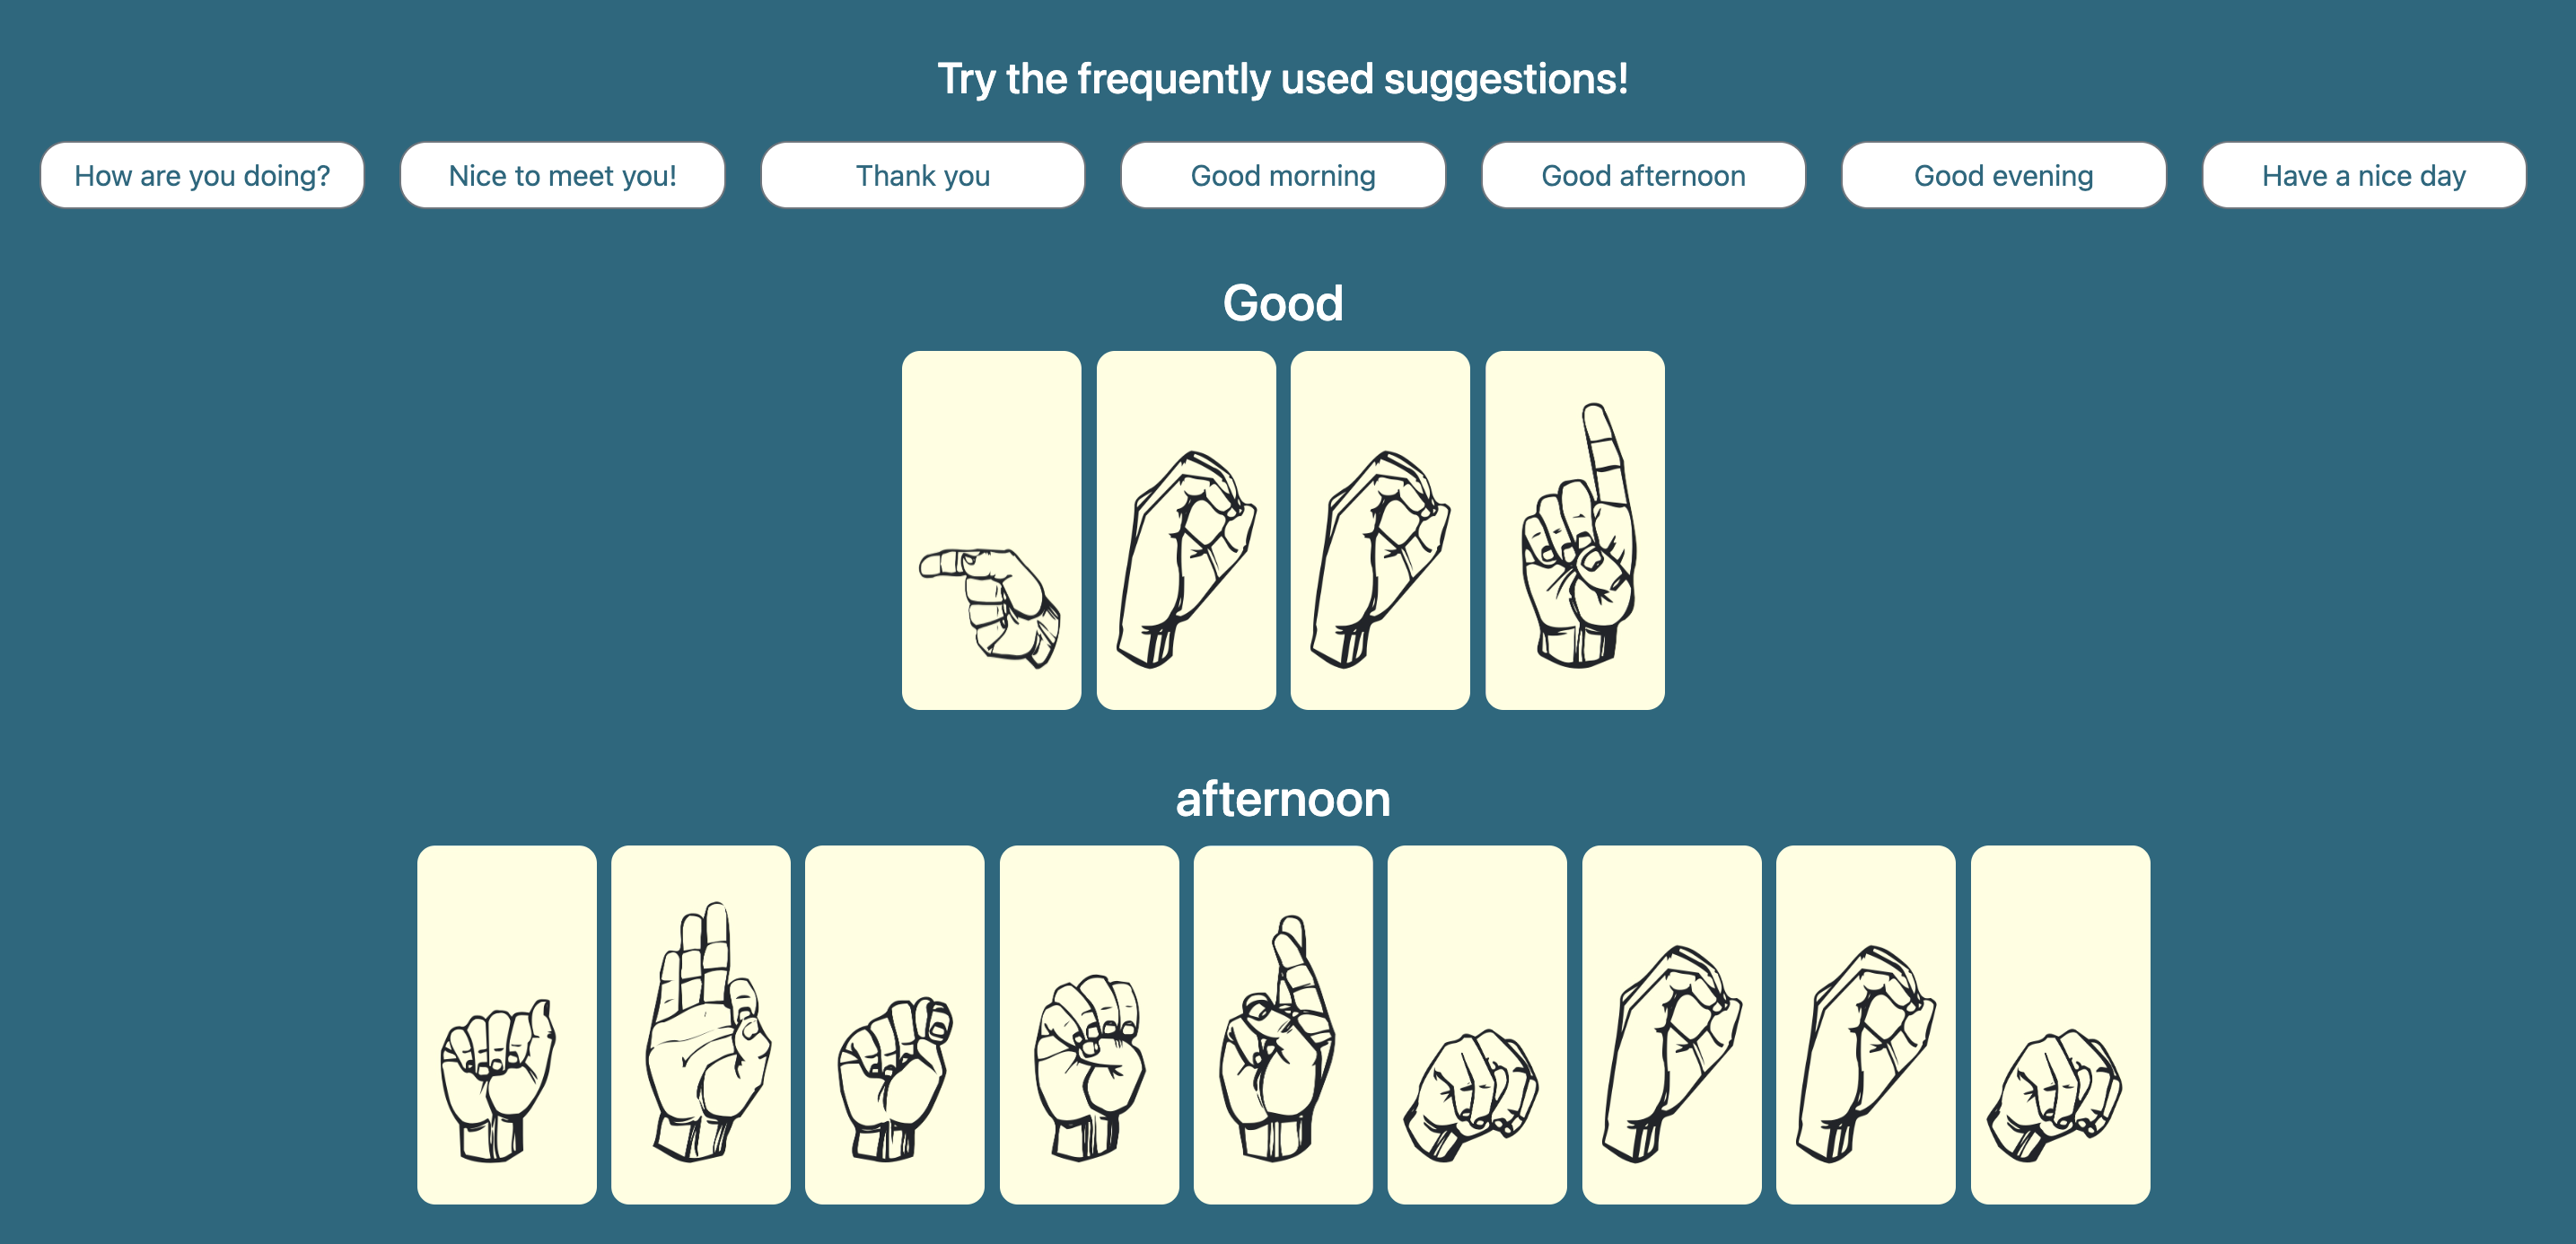 Try the frequently used suggestions!
How are you doing? Nice to meet you! Thank you Good morning Good afternoon Good evening Have a nice day
Good
afternoon